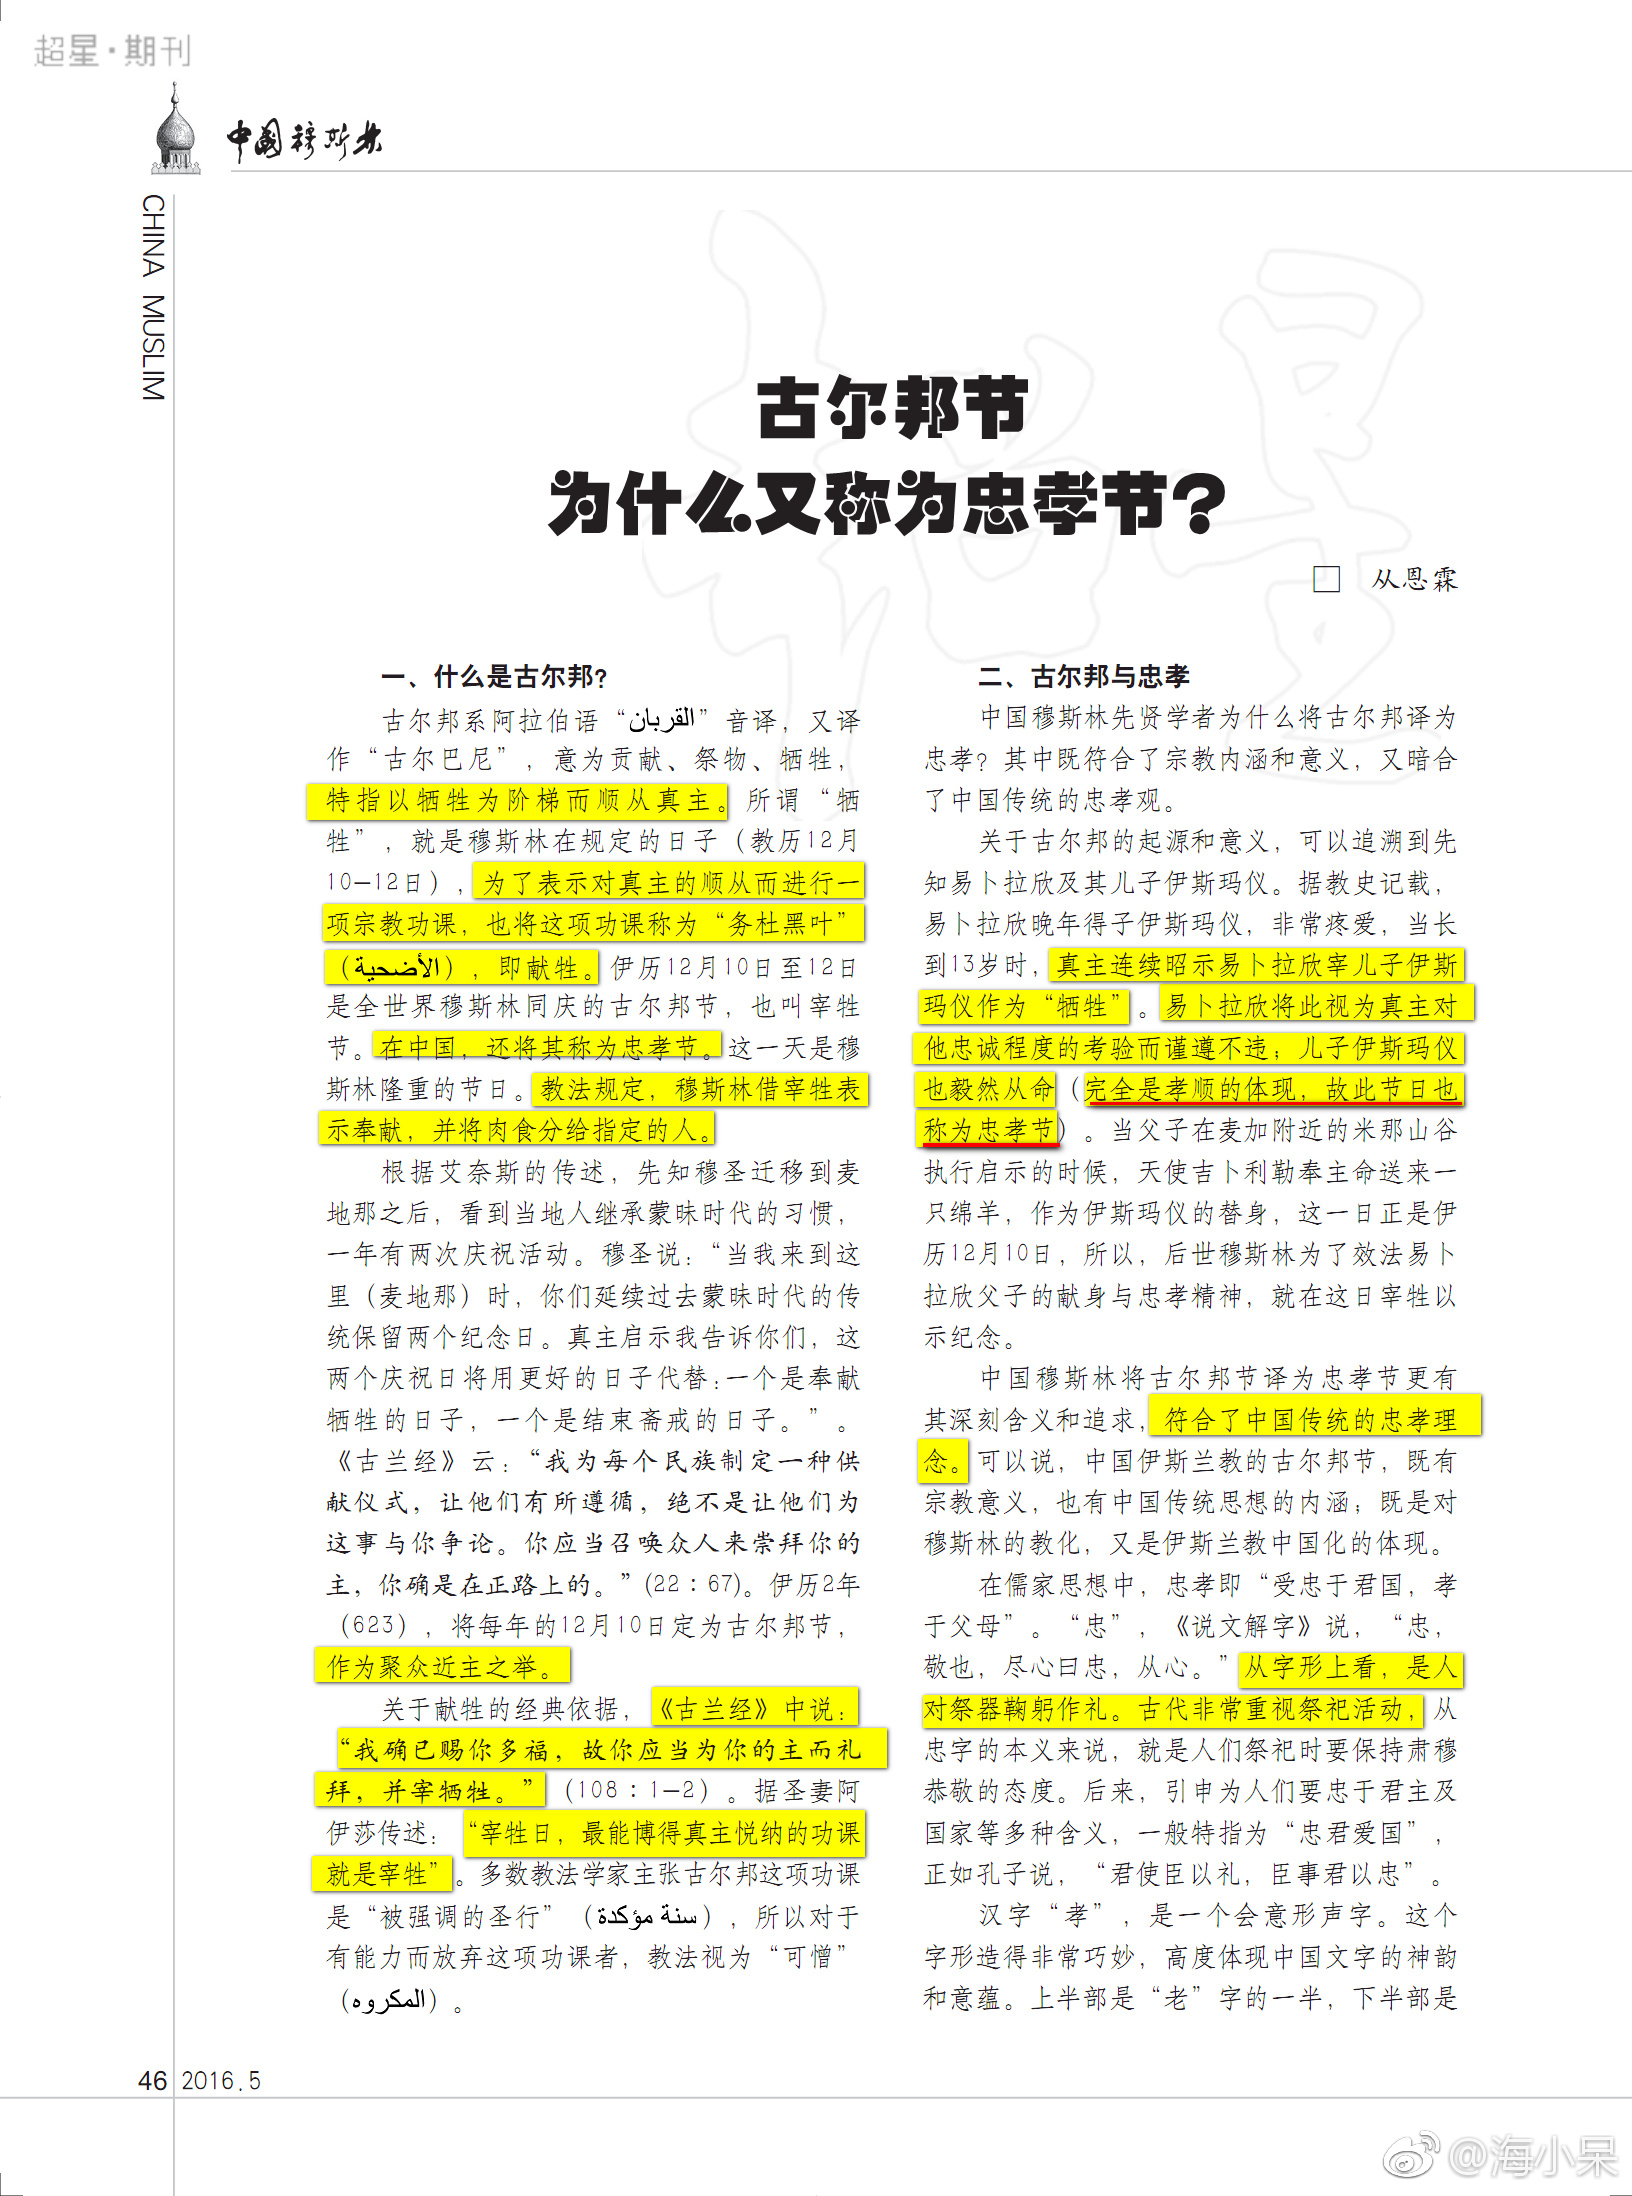 超星·期刊
中國穆斯林
CHINA MUSLIM
古尔邦节
为什么又称为忠孝节?
□ 从恩霖
一、什么是古尔邦?
古尔邦系阿拉伯语“القربان”音译，又译
作“古尔巴尼”，意为贡献、祭物、牺牲，
特指以牺牲为阶梯而顺从真主。所谓“牺
牲”，就是穆斯林在规定的日子（教历12月
10—12日），为了表示对真主的顺从而进行一
项宗教功课，也将这项功课称为“务杜黑叶”
（الأضحية），即献牲。伊历12月10日至12日
是全世界穆斯林同庆的古尔邦节，也叫宰牲
节。在中国，还将其称为忠孝节。这一天是穆
斯林隆重的节日。教法规定，穆斯林借宰牲表
示奉献，并将肉食分给指定的人。
根据艾奈斯的传述，先知穆圣迁移到麦
地那之后，看到当地人继承蒙昧时代的习惯，
一年有两次庆祝活动。穆圣说：“当我来到这
里（麦地那）时，你们延续过去蒙昧时代的传
统保留两个纪念日。真主启示我告诉你们，这
两个庆祝日将用更好的日子代替:一个是奉献
牺牲的日子，一个是结束斋戒的日子。”。
《古兰经》云：“我为每个民族制定一种供
献仪式，让他们有所遵循，绝不是让他们为
这事与你争论。你应当召唤众人来崇拜你的
主，你确是在正路上的。”(22：67)。伊历2年
（623），将每年的12月10日定为古尔邦节，
作为聚众近主之举。
关于献牲的经典依据，《古兰经》中说：
“我确已赐你多福，故你应当为你的主而礼
拜，并宰牺牲。”（108：1—2）。据圣妻阿
伊莎传述：“宰牲日，最能博得真主悦纳的功课
就是宰牲”。多数教法学家主张古尔邦这项功课
是“被强调的圣行”（سنة مؤكدة），所以对于
有能力而放弃这项功课者，教法视为“可憎”
（المكروه）。
二、古尔邦与忠孝
中国穆斯林先贤学者为什么将古尔邦译为
忠孝？其中既符合了宗教内涵和意义，又暗合
了中国传统的忠孝观。
关于古尔邦的起源和意义，可以追溯到先
知易卜拉欣及其儿子伊斯玛仪。据教史记载，
易卜拉欣晚年得子伊斯玛仪，非常疼爱，当长
到13岁时，真主连续昭示易卜拉欣宰儿子伊斯
玛仪作为“牺牲”。易卜拉欣将此视为真主对
他忠诚程度的考验而谨遵不违；儿子伊斯玛仪
也毅然从命（完全是孝顺的体现，故此节日也
称为忠孝节）。当父子在麦加附近的米那山谷
执行启示的时候，天使吉卜利勒奉主命送来一
只绵羊，作为伊斯玛仪的替身，这一日正是伊
历12月10日，所以，后世穆斯林为了效法易卜
拉欣父子的献身与忠孝精神，就在这日宰牲以
示纪念。
中国穆斯林将古尔邦节译为忠孝节更有
其深刻含义和追求，符合了中国传统的忠孝理
念。可以说，中国伊斯兰教的古尔邦节，既有
宗教意义，也有中国传统思想的内涵；既是对
穆斯林的教化，又是伊斯兰教中国化的体现。
在儒家思想中，忠孝即“受忠于君国，孝
于父母”。“忠”，《说文解字》说，“忠，
敬也，尽心曰忠，从心。”从字形上看，是人
对祭器鞠躬作礼。古代非常重视祭祀活动，从
忠字的本义来说，就是人们祭祀时要保持肃穆
恭敬的态度。后来，引申为人们要忠于君主及
国家等多种含义，一般特指为“忠君爱国”，
正如孔子说，“君使臣以礼，臣事君以忠”。
汉字“孝”，是一个会意形声字。这个
字形造得非常巧妙，高度体现中国文字的神韵
和意蕴。上半部是“老”字的一半，下半部是
46 2016.5
@海小呆